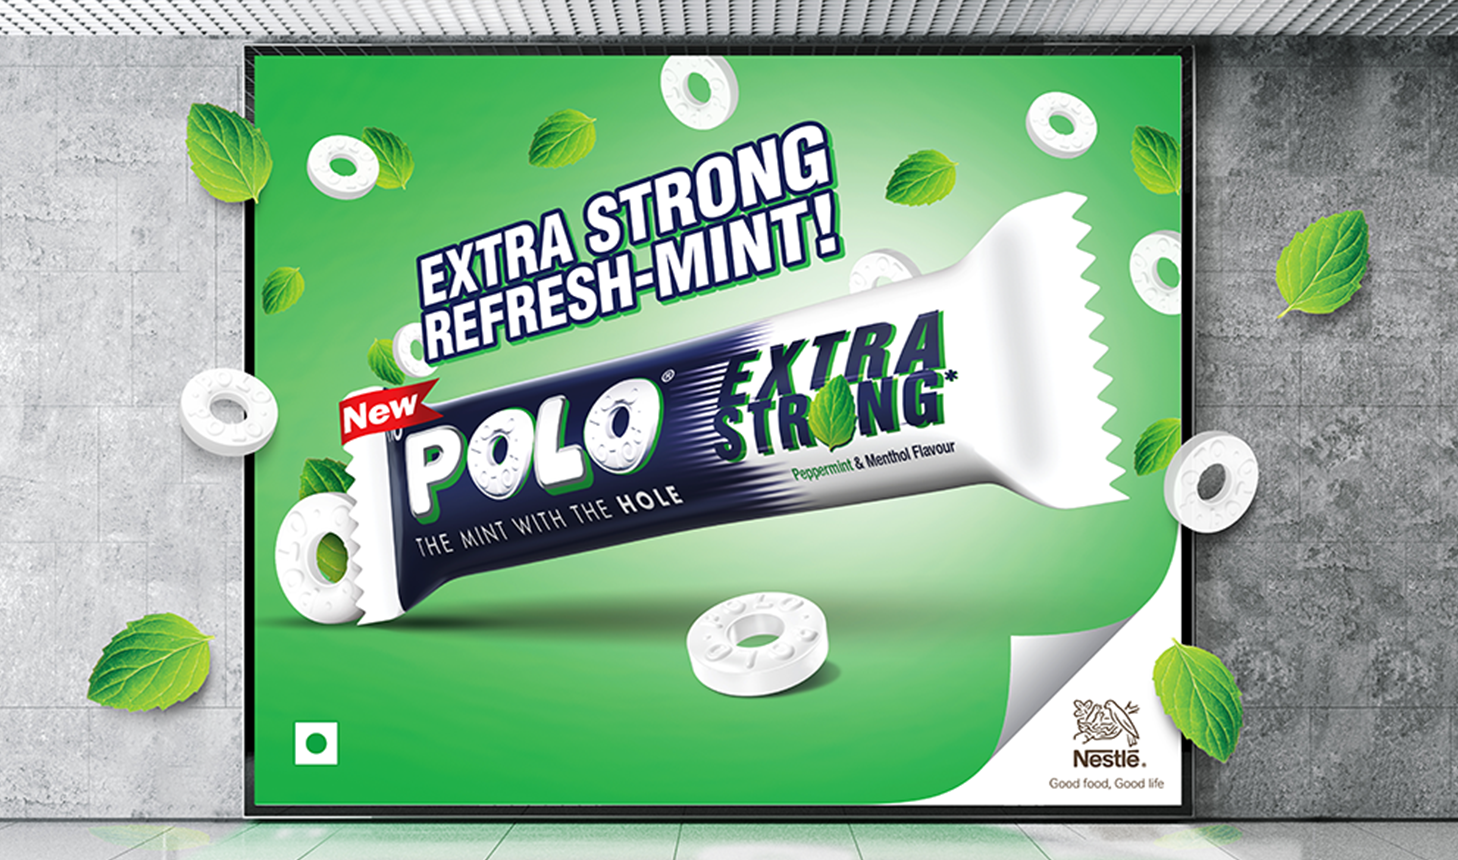 EXTRA STRONG
REFRESH-MINT!
New
POLO®
THE MINT WITH THE HOLE
EXTRA
STRONG*
Peppermint & Menthol Flavour
POLO
Nestlé®
Good food, Good life